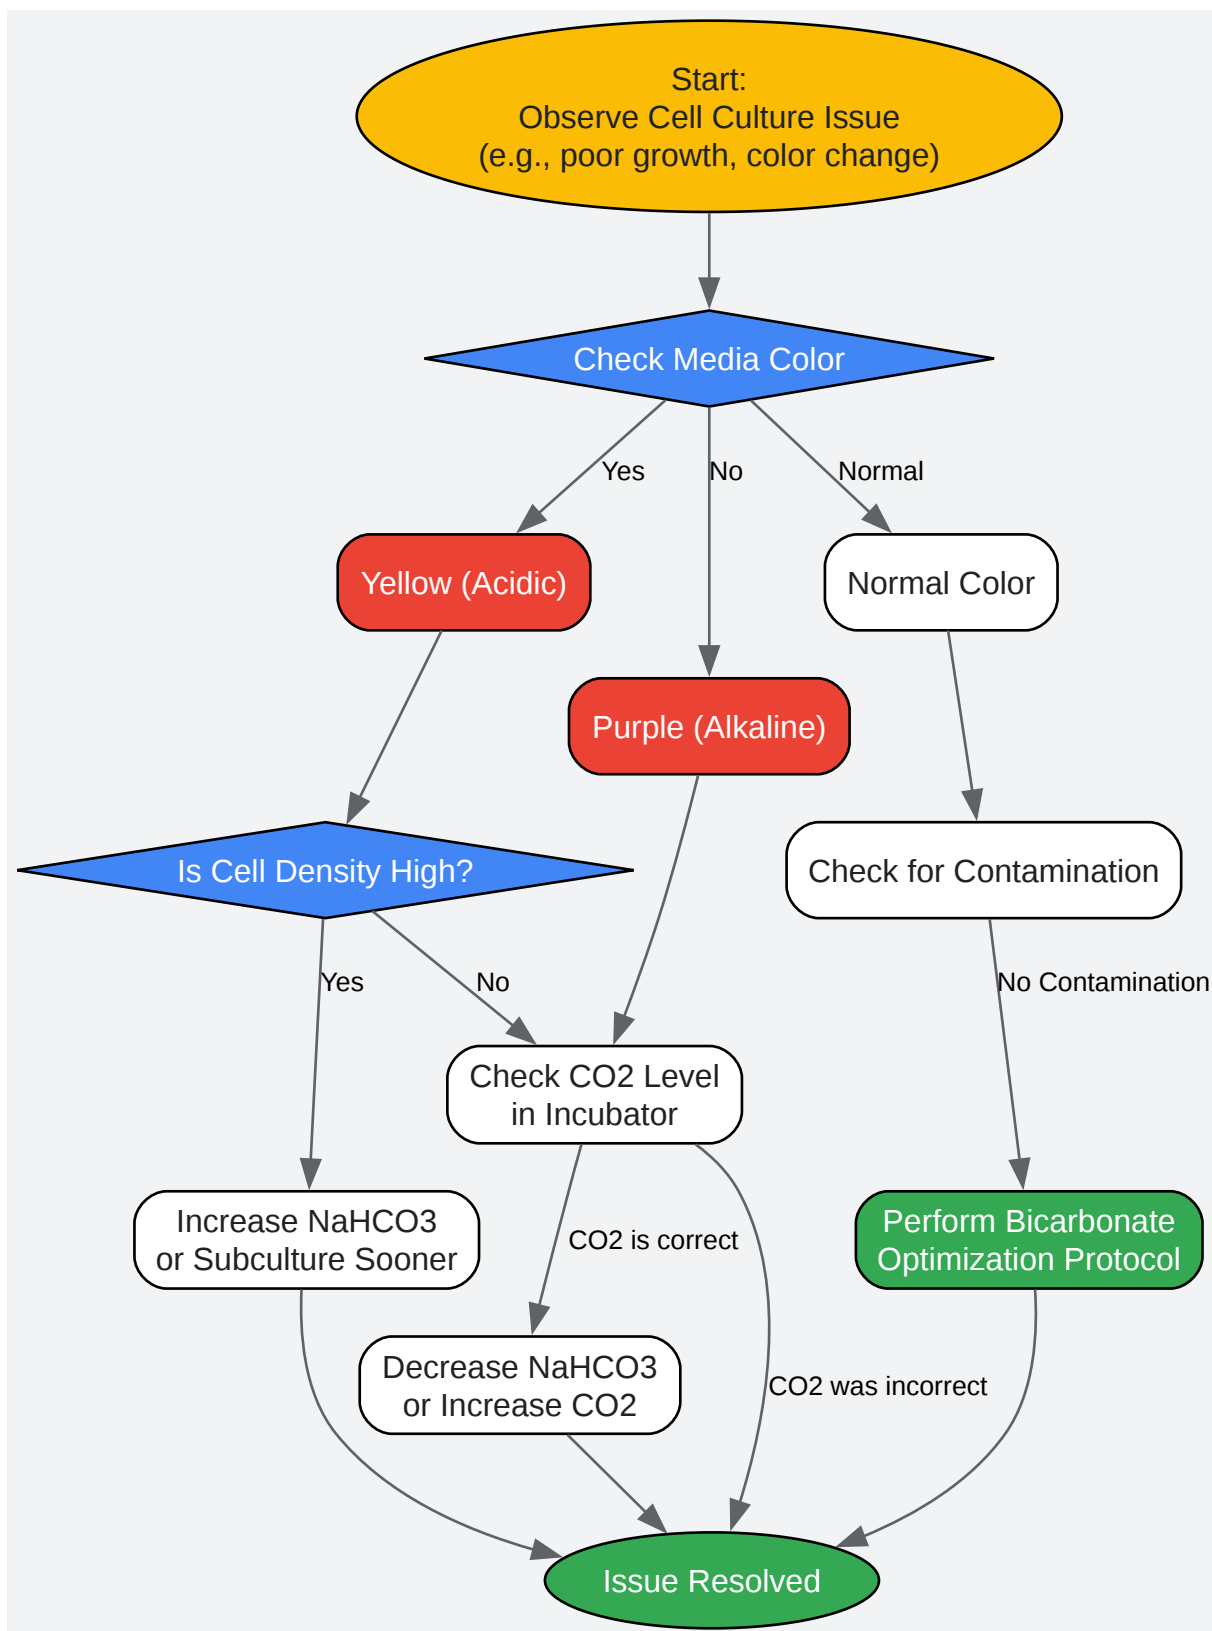 Start:
Observe Cell Culture Issue
(e.g., poor growth, color change)
Check Media Color
Yes
No
Normal
Yellow (Acidic)
Normal Color
Purple (Alkaline)
Is Cell Density High?
Check for Contamination
Yes
No
No Contamination
Check CO2 Level
in Incubator
Increase NaHCO3
or Subculture Sooner
CO2 is correct
Perform Bicarbonate
Optimization Protocol
Decrease NaHCO3
or Increase CO2
CO2 was incorrect
Issue Resolved